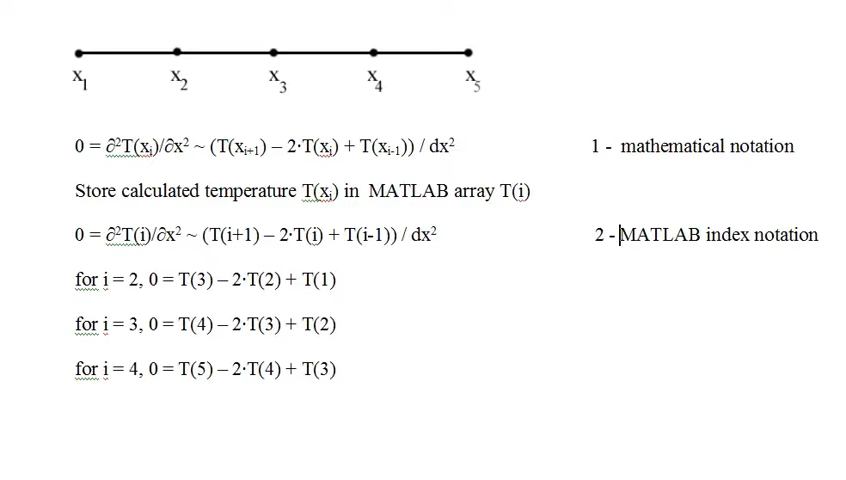 x₁ x₂ x₃ x₄ x₅
0 = ∂²T(xᵢ)/∂x² ~ (T(xᵢ₊₁) – 2·T(xᵢ) + T(xᵢ₋₁)) / dx² 1 - mathematical notation
Store calculated temperature T(xᵢ) in MATLAB array T(i)
0 = ∂²T(i)/∂x² ~ (T(i+1) – 2·T(i) + T(i-1)) / dx² 2 - MATLAB index notation
for i = 2, 0 = T(3) – 2·T(2) + T(1)
for i = 3, 0 = T(4) – 2·T(3) + T(2)
for i = 4, 0 = T(5) – 2·T(4) + T(3)